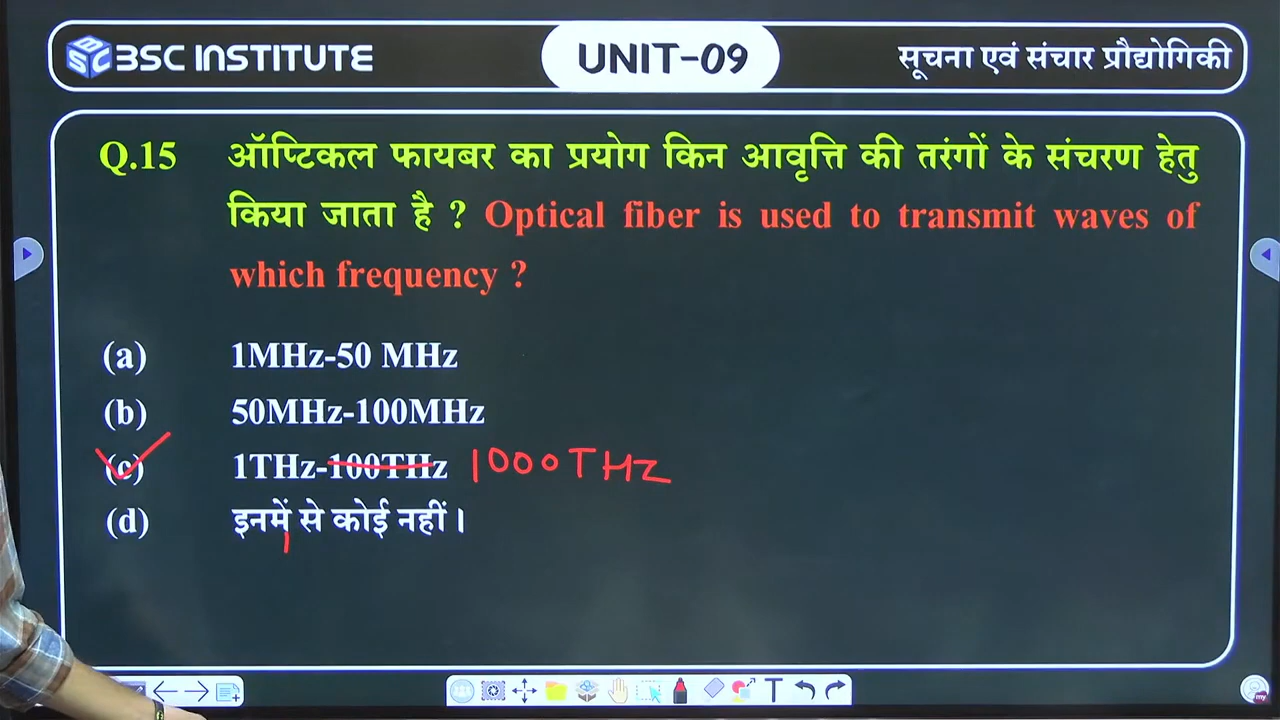 BSC INSTITUTE
UNIT-09
सूचना एवं संचार प्रौद्योगिकी
Q.15 ऑप्टिकल फायबर का प्रयोग किन आवृत्ति की तरंगों के संचरण हेतु
किया जाता है ? Optical fiber is used to transmit waves of
which frequency ?
(a) 1MHz-50 MHz
(b) 50MHz-100MHz
(c) 1THz-100THz 1000THz
(d) इनमें से कोई नहीं।